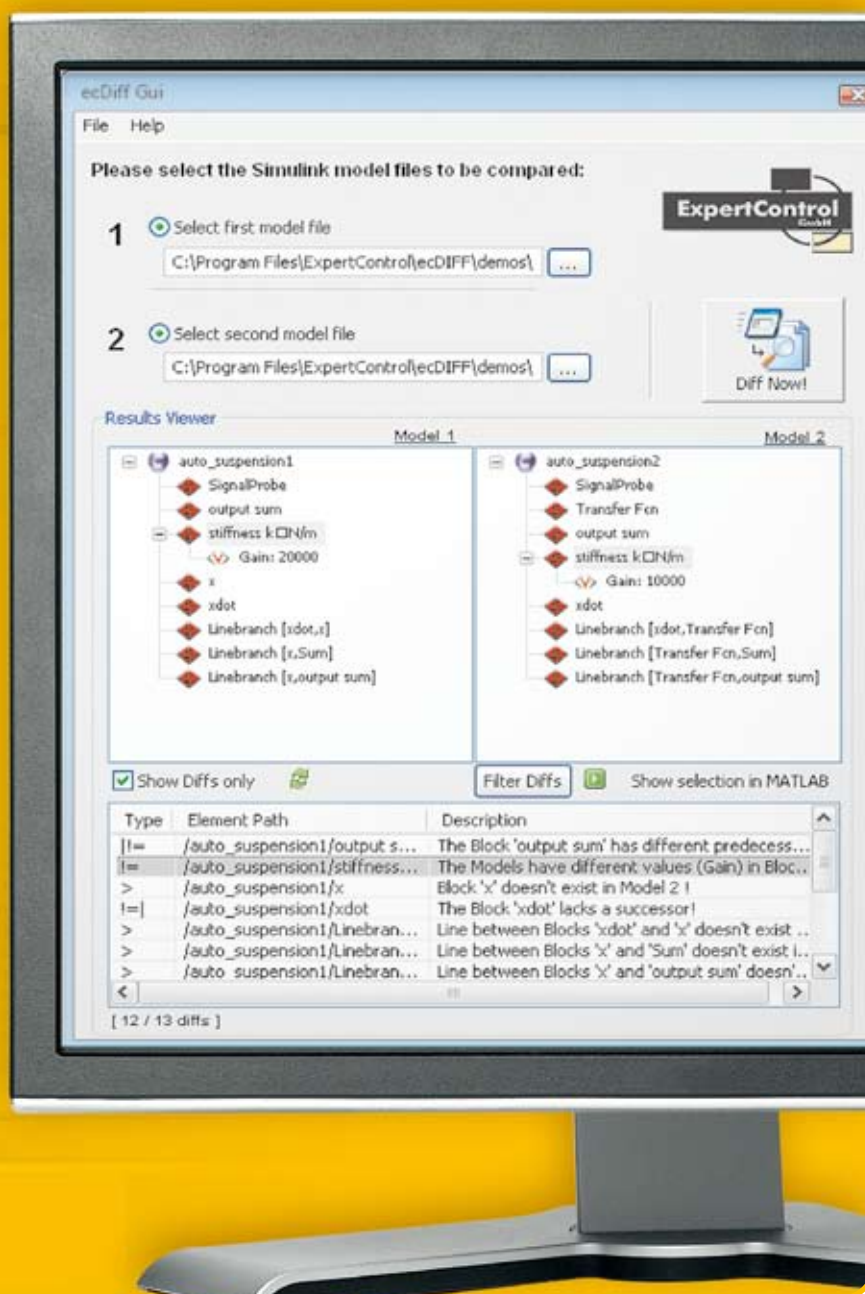 ecDiff Gui
File Help
Please select the Simulink model files to be compared:
ExpertControl
GmbH
1 Select first model file
C:\Program Files\ExpertControl\ecDIFF\demos\ ...
2 Select second model file
C:\Program Files\ExpertControl\ecDIFF\demos\ ...
Diff Now!
Results Viewer
Model 1
auto_suspension1
SignalProbe
output sum
stiffness k□N/m
<v> Gain: 20000
x
xdot
Linebranch [xdot,x]
Linebranch [x,Sum]
Linebranch [x,output sum]
Model 2
auto_suspension2
SignalProbe
Transfer Fcn
output sum
stiffness k□N/m
<v> Gain: 10000
xdot
Linebranch [xdot,Transfer Fcn]
Linebranch [Transfer Fcn,Sum]
Linebranch [Transfer Fcn,output sum]
Show Diffs only Filter Diffs Show selection in MATLAB
Type Element Path Description
|!= /auto_suspension1/output s... The Block 'output sum' has different predecess...
!= /auto_suspension1/stiffness... The Models have different values (Gain) in Bloc...
> /auto_suspension1/x Block 'x' doesn't exist in Model 2 !
!=| /auto_suspension1/xdot The Block 'xdot' lacks a successor!
> /auto_suspension1/Linebran... Line between Blocks 'xdot' and 'x' doesn't exist ...
> /auto_suspension1/Linebran... Line between Blocks 'x' and 'Sum' doesn't exist i...
> /auto_suspension1/Linebran... Line between Blocks 'x' and 'output sum' doesn'...
[ 12 / 13 diffs ]